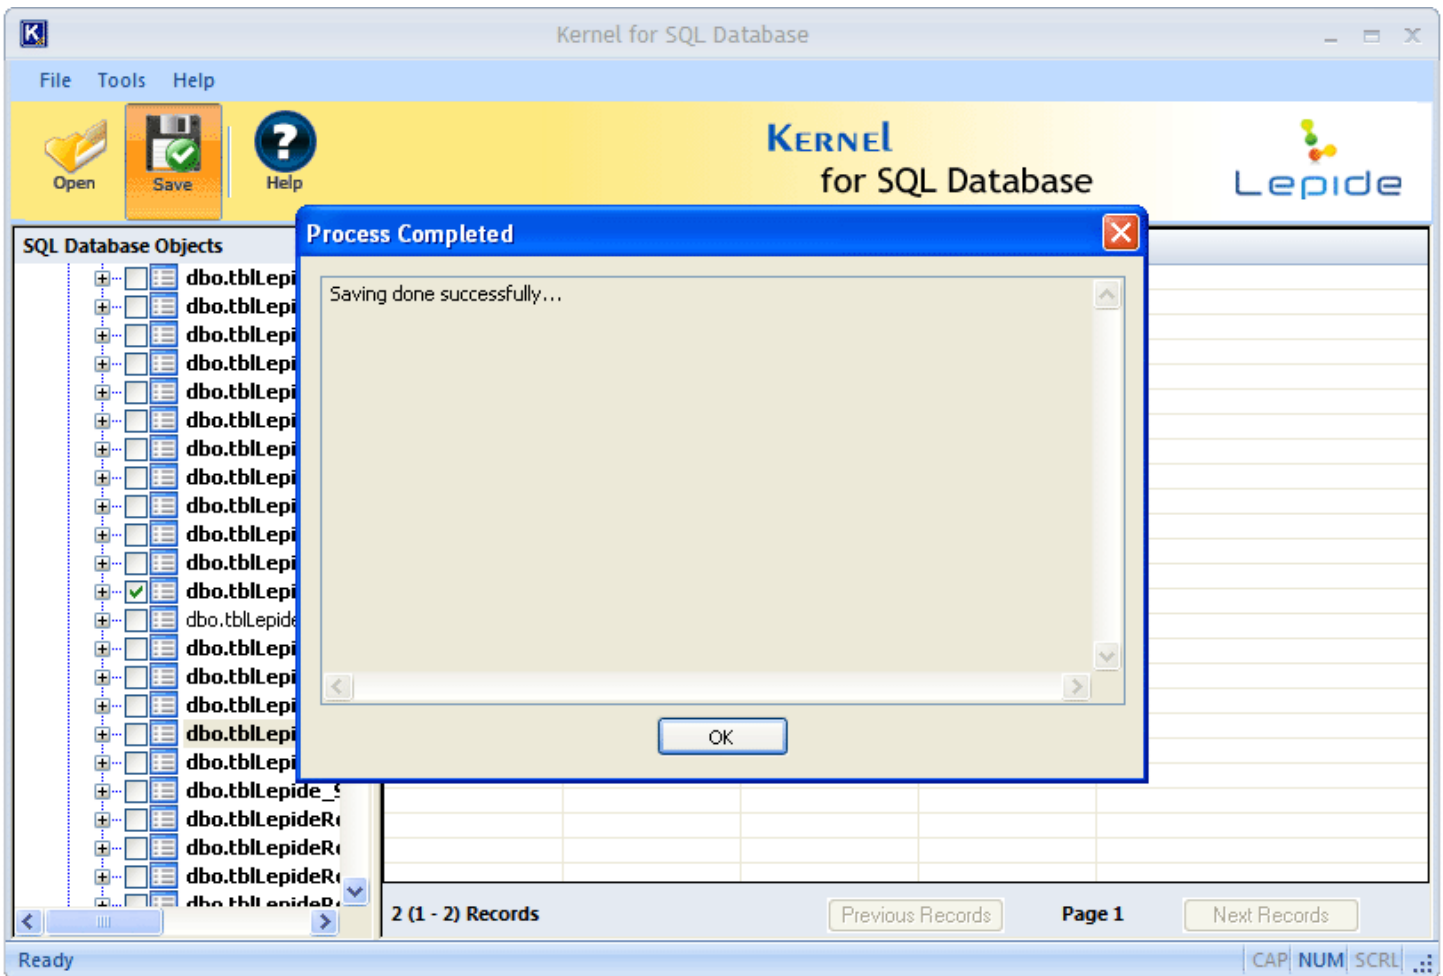 Kernel for SQL Database
File Tools Help
Open Save Help
KERNEl
for SQL Database
Lepide
SQL Database Objects
Process Completed
Saving done successfully...
dbo.tblLepi
dbo.tblLepi
dbo.tblLepi
dbo.tblLepi
dbo.tblLepi
dbo.tblLepi
dbo.tblLepi
dbo.tblLepi
dbo.tblLepi
dbo.tblLepi
dbo.tblLepi
dbo.tblLepi
dbo.tblLepide
dbo.tblLepi
dbo.tblLepi
dbo.tblLepi
dbo.tblLepi
dbo.tblLepi
OK
dbo.tblLepide_S
dbo.tblLepideR
dbo.tblLepideR
dbo.tblLepideR
dbo.tblLepideR
2 (1 - 2) Records
Previous Records
Page 1
Next Records
Ready
CAP NUM SCRL